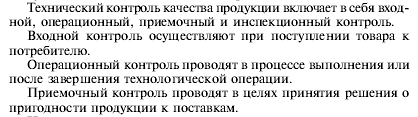 Технический контроль качества продукции включает в себя вход-
ной, операционный, приемочный и инспекционный контроль.
Входной контроль осуществляют при поступлении товара к
потребителю.
Операционный контроль проводят в процессе выполнения или
после завершения технологической операции.
Приемочный контроль проводят в целях принятия решения о
пригодности продукции к поставкам.